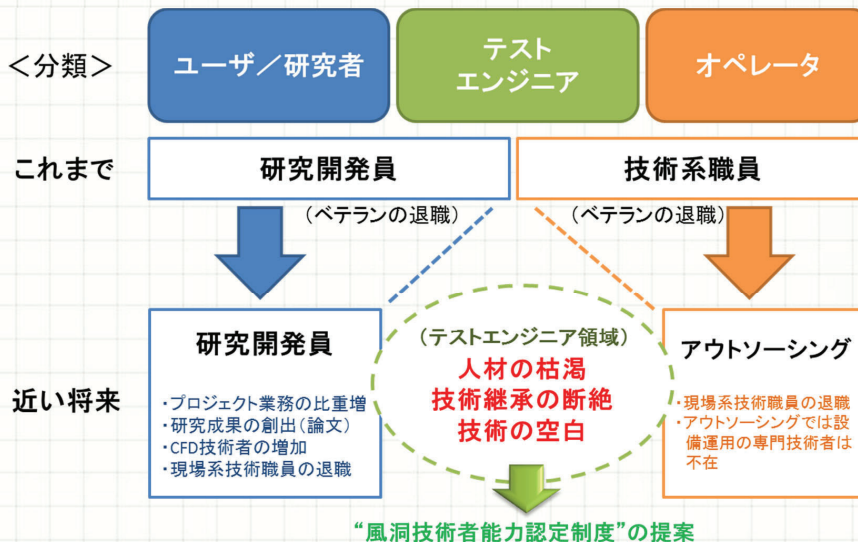 ＜分類＞
ユーザ／研究者
テスト
エンジニア
オペレータ
これまで
研究開発員
技術系職員
（ベテランの退職）
（ベテランの退職）
近い将来
研究開発員
・プロジェクト業務の比重増
・研究成果の創出（論文）
・CFD技術者の増加
・現場系技術職員の退職
（テストエンジニア領域）
人材の枯渇
技術継承の断絶
技術の空白
アウトソーシング
・現場系技術職員の退職
・アウトソーシングでは設
備運用の専門技術者は
不在
“風洞技術者能力認定制度”の提案